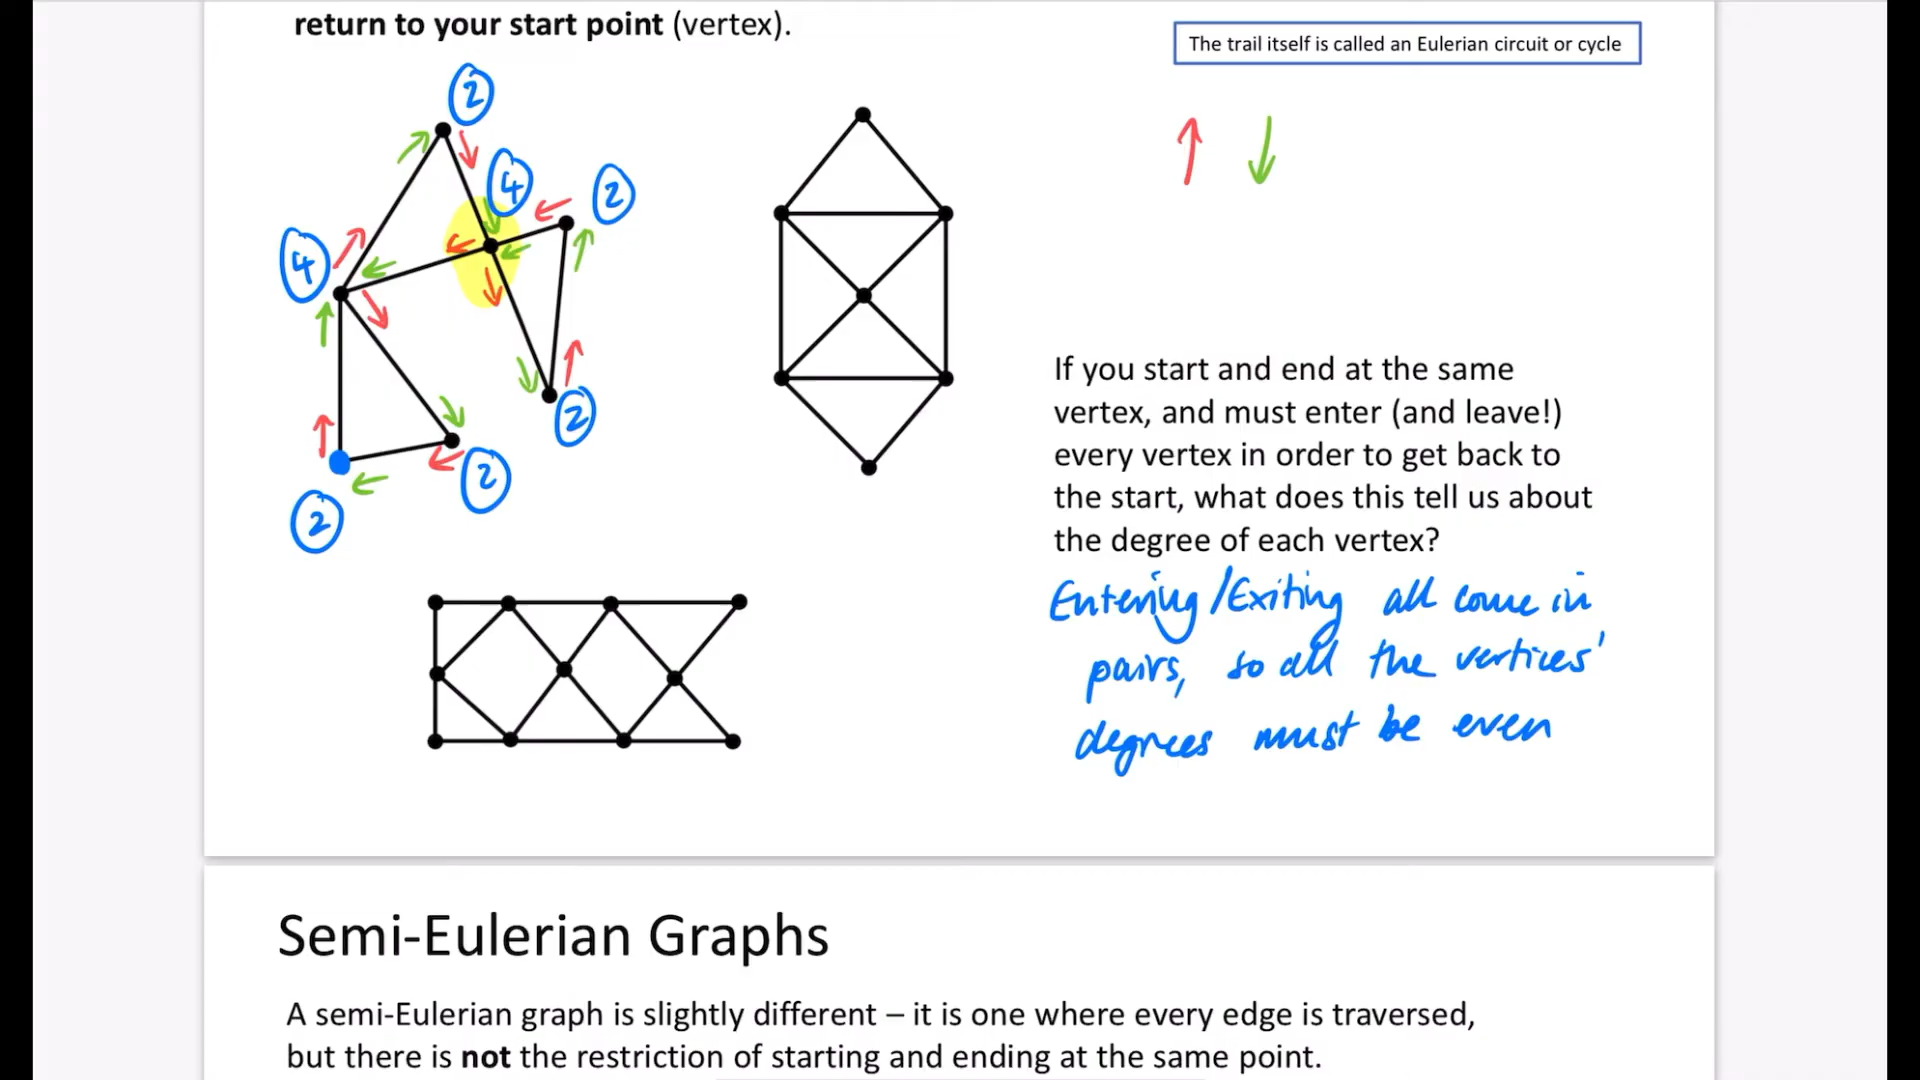 return to your start point (vertex).
The trail itself is called an Eulerian circuit or cycle
2
4
2
4
2
2
2
If you start and end at the same
vertex, and must enter (and leave!)
every vertex in order to get back to
the start, what does this tell us about
the degree of each vertex?
Entering/Exiting all come in
pairs, so all the vertices'
degrees must be even
Semi-Eulerian Graphs
A semi-Eulerian graph is slightly different – it is one where every edge is traversed,
but there is not the restriction of starting and ending at the same point.